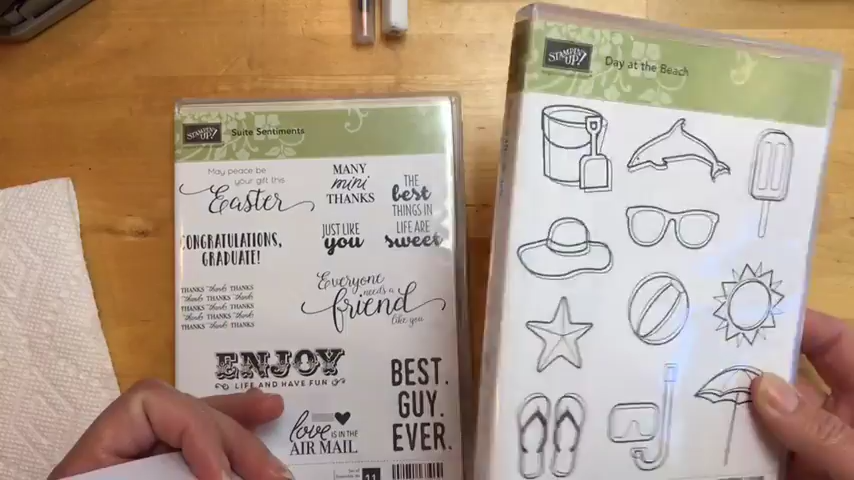 STAMPIN' UP!
Suite Sentiments
May peace be
your gift this
Easter
MANY
mini
THANKS
THE
best
THINGS IN
LIFE ARE
sweet
CONGRATULATIONS,
GRADUATE!
JUST LIKE
you
THANKS thanks THANKS
thanks THANKS thanks
THANKS thanks THANKS
thanks THANKS thanks
THANKS thanks THANKS
Everyone
needs a
friend
like you
ENJOY
LIFE AND HAVE FUN
love IS IN THE
AIR MAIL
BEST.
GUY.
EVER.
11
STAMPIN' UP!
Day at the Beach